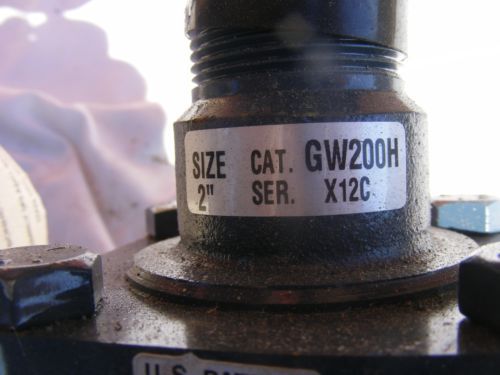 SIZE CAT. GW200H
2" SER. X12C
U.S.